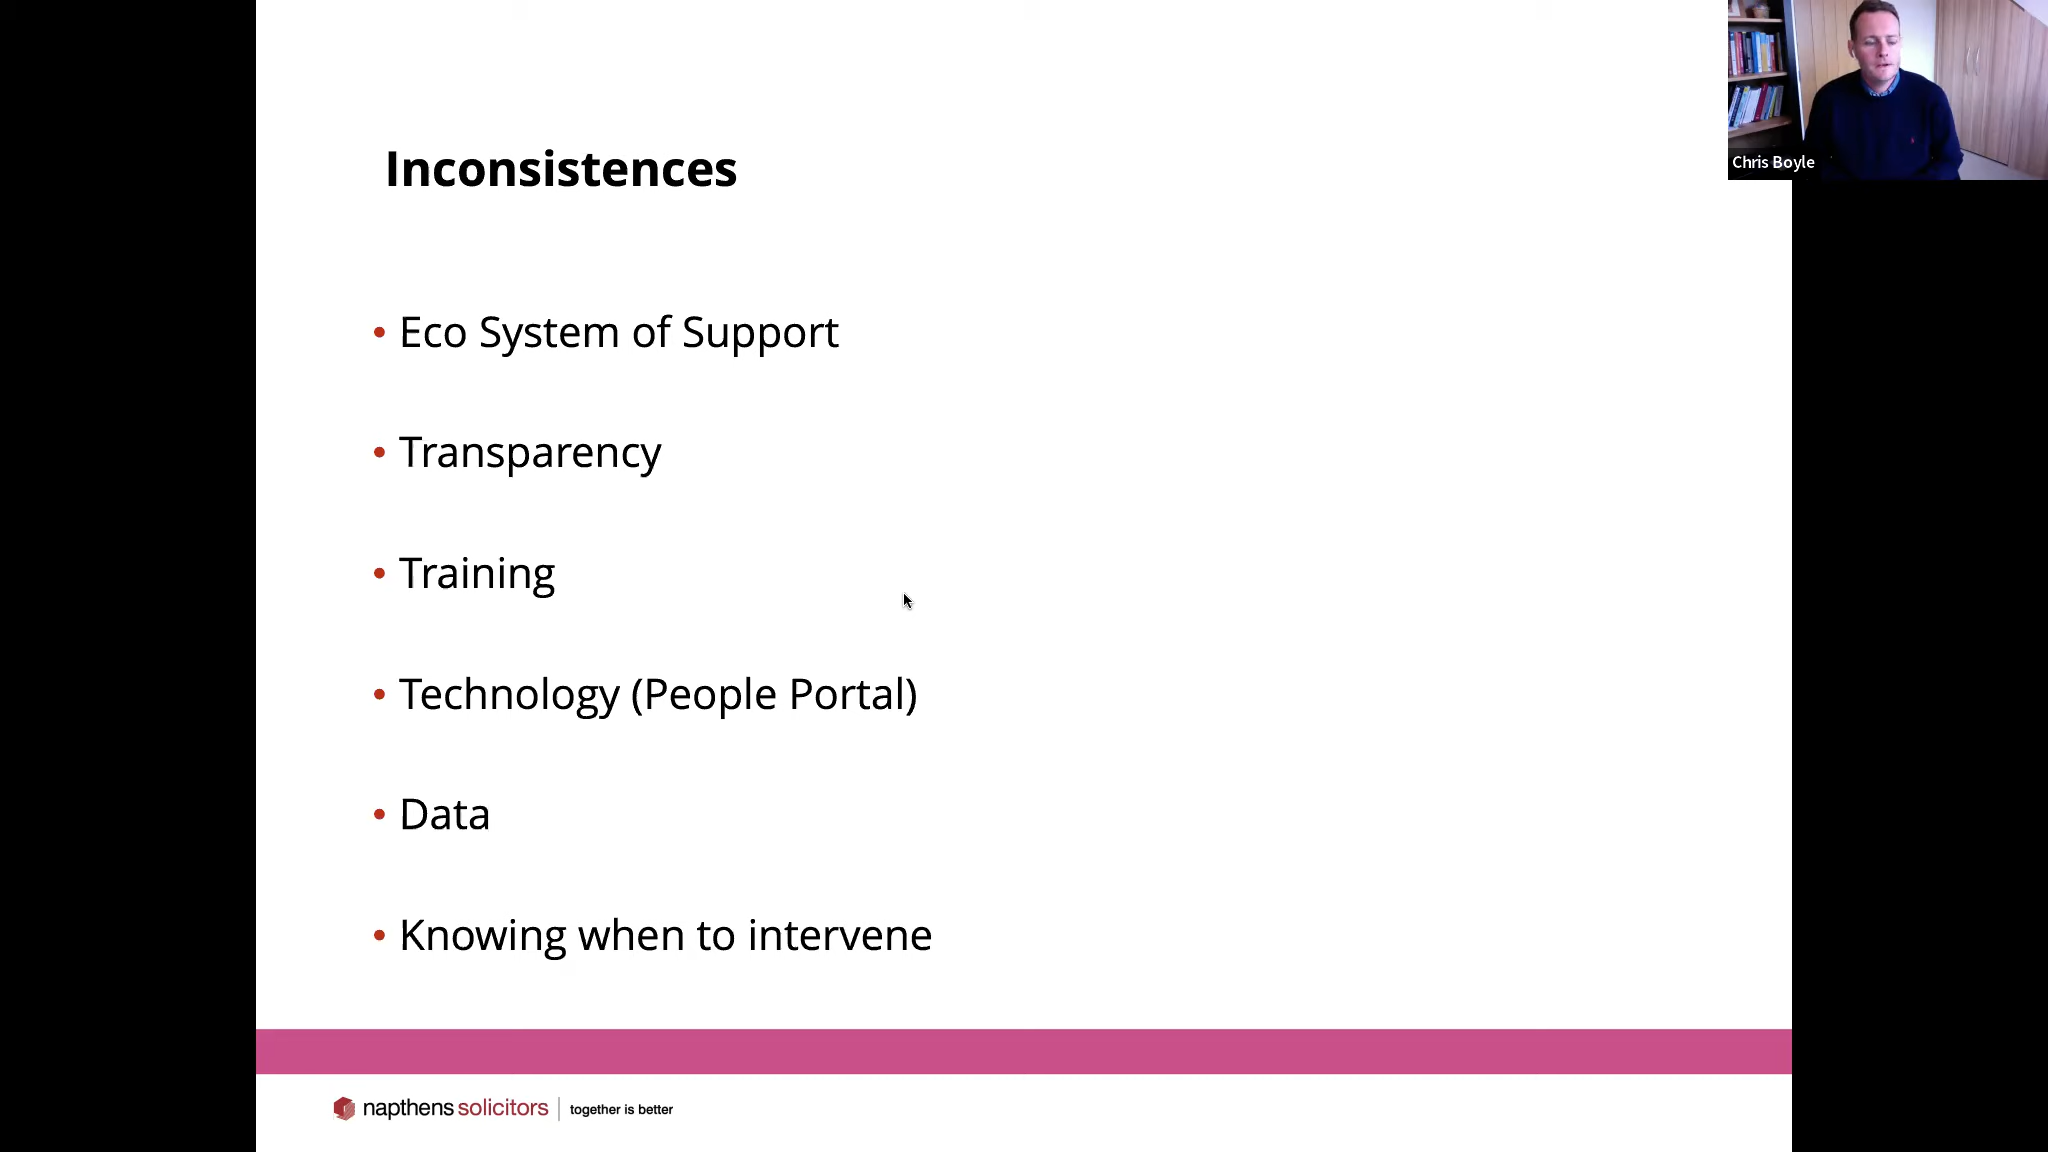 Inconsistences
• Eco System of Support
• Transparency
• Training
• Technology (People Portal)
• Data
• Knowing when to intervene
Chris Boyle
napthens solicitors | together is better